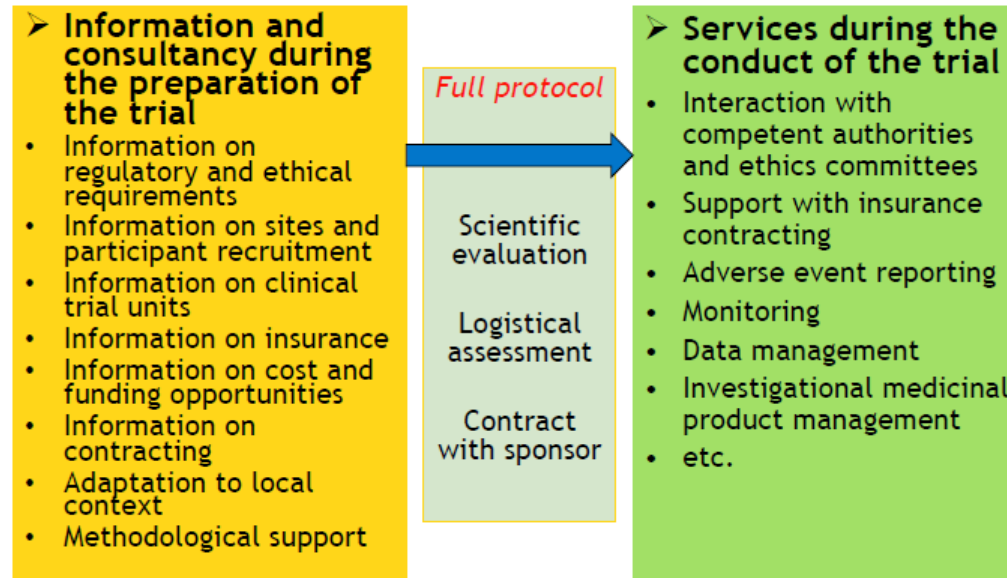 ➢ Information and
consultancy during
the preparation of
the trial
• Information on
regulatory and ethical
requirements
• Information on sites and
participant recruitment
• Information on clinical
trial units
• Information on insurance
• Information on cost and
funding opportunities
• Information on
contracting
• Adaptation to local
context
• Methodological support
Full protocol
Scientific
evaluation
Logistical
assessment
Contract
with sponsor
➢ Services during the
conduct of the trial
• Interaction with
competent authorities
and ethics committees
• Support with insurance
contracting
• Adverse event reporting
• Monitoring
• Data management
• Investigational medicinal
product management
• etc.